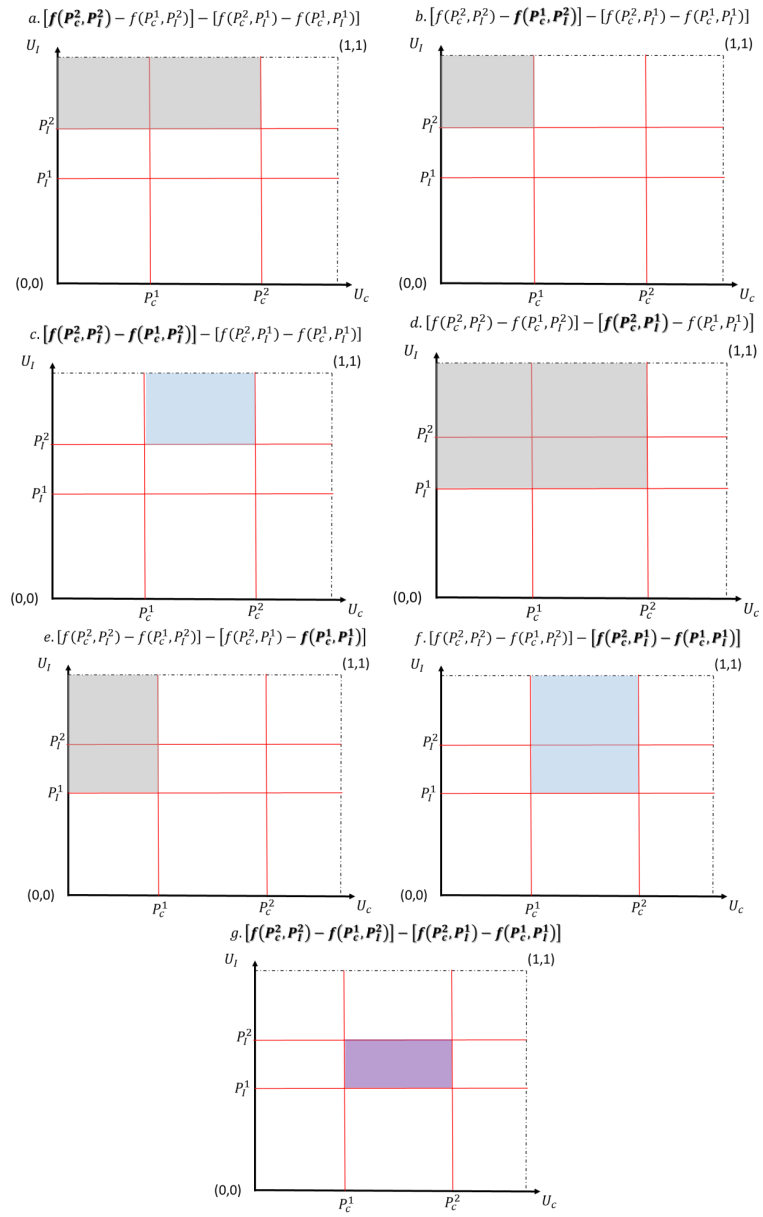 a. [f(P_c^2, P_I^2) − f(P_c^1, P_I^2)] − [f(P_c^2, P_I^1) − f(P_c^1, P_I^1)]
U_I
(1,1)
P_I^2
P_I^1
(0,0)
P_c^1
P_c^2
U_c
b. [f(P_c^2, P_I^2) − f(P_c^1, P_I^2)] − [f(P_c^2, P_I^1) − f(P_c^1, P_I^1)]
U_I
(1,1)
P_I^2
P_I^1
(0,0)
P_c^1
P_c^2
U_c
c. [f(P_c^2, P_I^2) − f(P_c^1, P_I^2)] − [f(P_c^2, P_I^1) − f(P_c^1, P_I^1)]
U_I
(1,1)
P_I^2
P_I^1
(0,0)
P_c^1
P_c^2
U_c
d. [f(P_c^2, P_I^2) − f(P_c^1, P_I^2)] − [f(P_c^2, P_I^1) − f(P_c^1, P_I^1)]
U_I
(1,1)
P_I^2
P_I^1
(0,0)
P_c^1
P_c^2
U_c
e. [f(P_c^2, P_I^2) − f(P_c^1, P_I^2)] − [f(P_c^2, P_I^1) − f(P_c^1, P_I^1)]
U_I
(1,1)
P_I^2
P_I^1
(0,0)
P_c^1
P_c^2
U_c
f. [f(P_c^2, P_I^2) − f(P_c^1, P_I^2)] − [f(P_c^2, P_I^1) − f(P_c^1, P_I^1)]
U_I
(1,1)
P_I^2
P_I^1
(0,0)
P_c^1
P_c^2
U_c
g. [f(P_c^2, P_I^2) − f(P_c^1, P_I^2)] − [f(P_c^2, P_I^1) − f(P_c^1, P_I^1)]
U_I
(1,1)
P_I^2
P_I^1
(0,0)
P_c^1
P_c^2
U_c